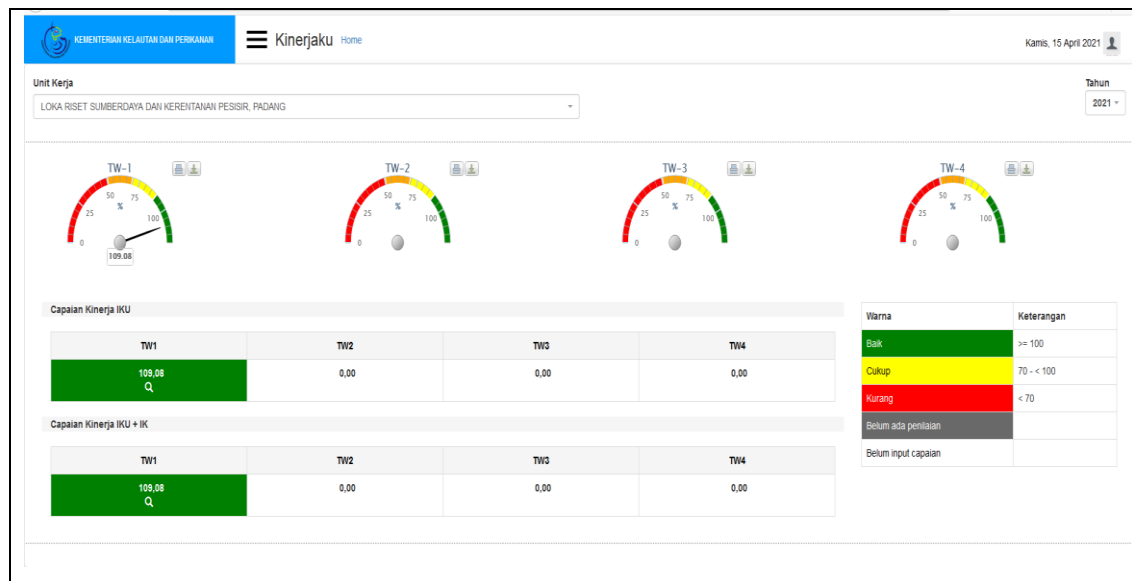 KEMENTERIAN KELAUTAN DAN PERIKANAN
Kinerjaku Home
Kamis, 15 April 2021
Unit Kerja
Tahun
LOKA RISET SUMBERDAYA DAN KERENTANAN PESISIR, PADANG
2021
TW-1
0
25
50
75
100
%
109.08
TW-2
0
25
50
75
100
%
TW-3
0
25
50
75
100
%
TW-4
0
25
50
75
100
%
Capaian Kinerja IKU
TW1 TW2 TW3 TW4
109,08 0,00 0,00 0,00
Capaian Kinerja IKU + IK
TW1 TW2 TW3 TW4
109,08 0,00 0,00 0,00
Warna Keterangan
Baik >= 100
Cukup 70 - < 100
Kurang < 70
Belum ada penilaian
Belum input capaian